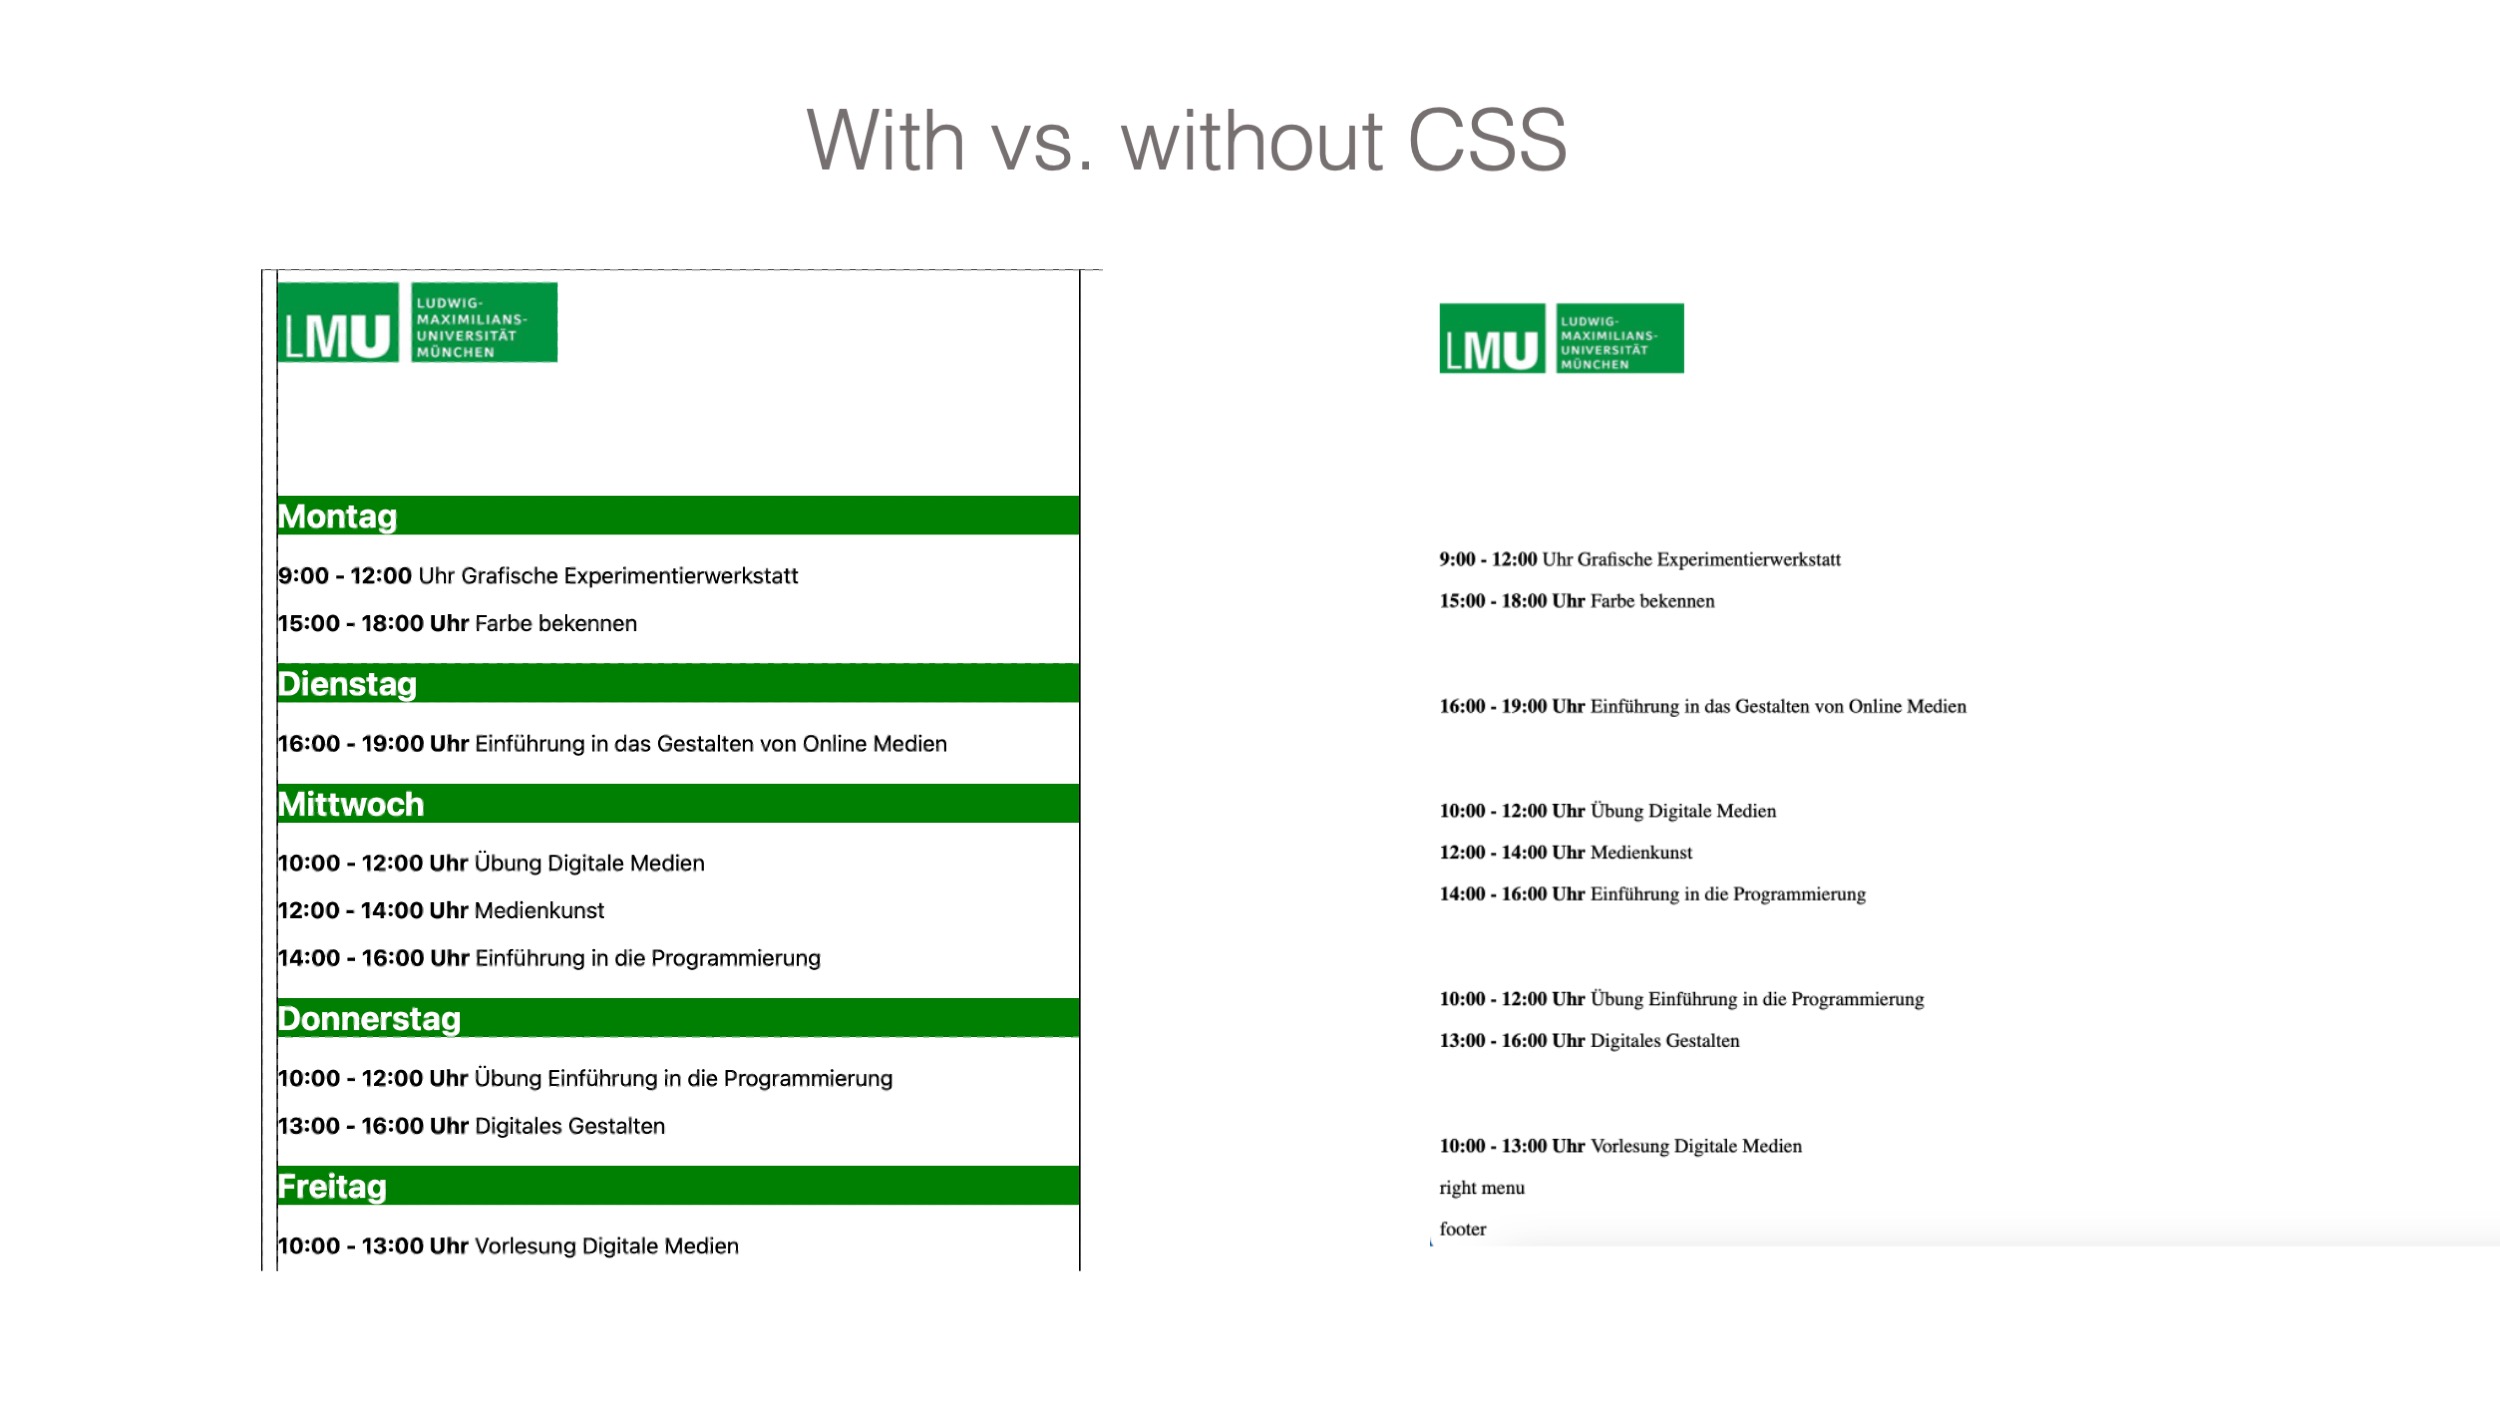 With vs. without CSS
LMU
LUDWIG-
MAXIMILIANS-
UNIVERSITÄT
MÜNCHEN
Montag
9:00 - 12:00 Uhr Grafische Experimentierwerkstatt
15:00 - 18:00 Uhr Farbe bekennen
Dienstag
16:00 - 19:00 Uhr Einführung in das Gestalten von Online Medien
Mittwoch
10:00 - 12:00 Uhr Übung Digitale Medien
12:00 - 14:00 Uhr Medienkunst
14:00 - 16:00 Uhr Einführung in die Programmierung
Donnerstag
10:00 - 12:00 Uhr Übung Einführung in die Programmierung
13:00 - 16:00 Uhr Digitales Gestalten
Freitag
10:00 - 13:00 Uhr Vorlesung Digitale Medien
LMU
LUDWIG-
MAXIMILIANS-
UNIVERSITÄT
MÜNCHEN
9:00 - 12:00 Uhr Grafische Experimentierwerkstatt
15:00 - 18:00 Uhr Farbe bekennen
16:00 - 19:00 Uhr Einführung in das Gestalten von Online Medien
10:00 - 12:00 Uhr Übung Digitale Medien
12:00 - 14:00 Uhr Medienkunst
14:00 - 16:00 Uhr Einführung in die Programmierung
10:00 - 12:00 Uhr Übung Einführung in die Programmierung
13:00 - 16:00 Uhr Digitales Gestalten
10:00 - 13:00 Uhr Vorlesung Digitale Medien
right menu
footer